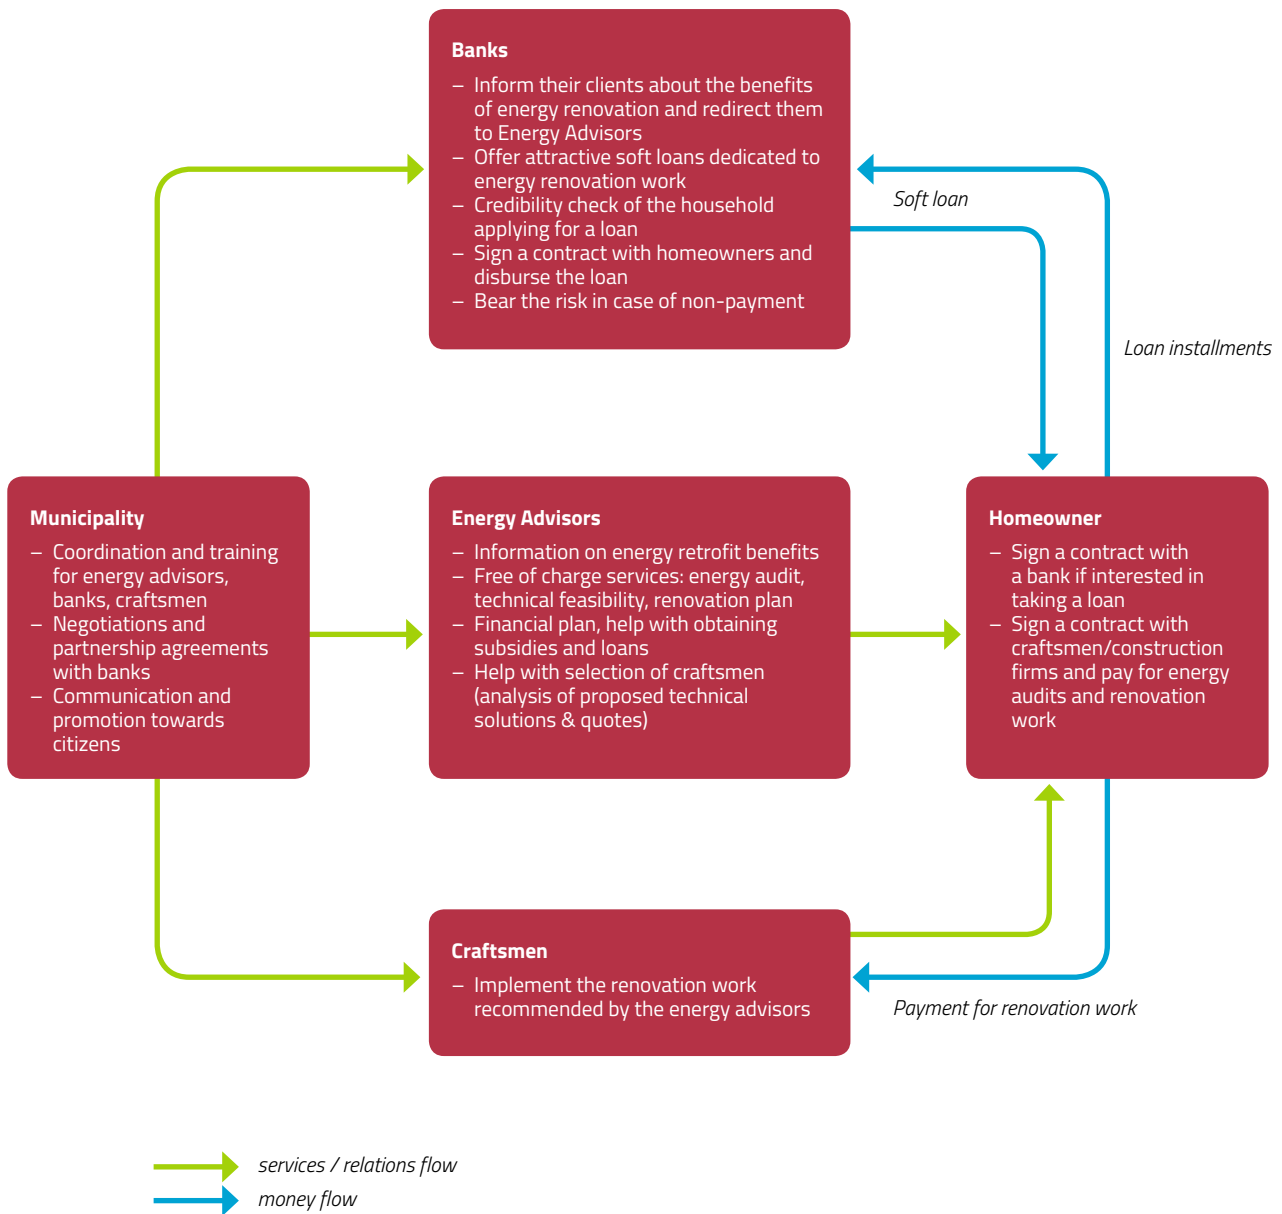 Banks
– Inform their clients about the benefits
of energy renovation and redirect them
to Energy Advisors
– Offer attractive soft loans dedicated to
energy renovation work
– Credibility check of the household
applying for a loan
– Sign a contract with homeowners and
disburse the loan
– Bear the risk in case of non-payment
Soft loan
Loan installments
Municipality
– Coordination and training
for energy advisors,
banks, craftsmen
– Negotiations and
partnership agreements
with banks
– Communication and
promotion towards
citizens
Energy Advisors
– Information on energy retrofit benefits
– Free of charge services: energy audit,
technical feasibility, renovation plan
– Financial plan, help with obtaining
subsidies and loans
– Help with selection of craftsmen
(analysis of proposed technical
solutions & quotes)
Homeowner
– Sign a contract with
a bank if interested in
taking a loan
– Sign a contract with
craftsmen/construction
firms and pay for energy
audits and renovation
work
Craftsmen
– Implement the renovation work
recommended by the energy advisors
Payment for renovation work
services / relations flow
money flow